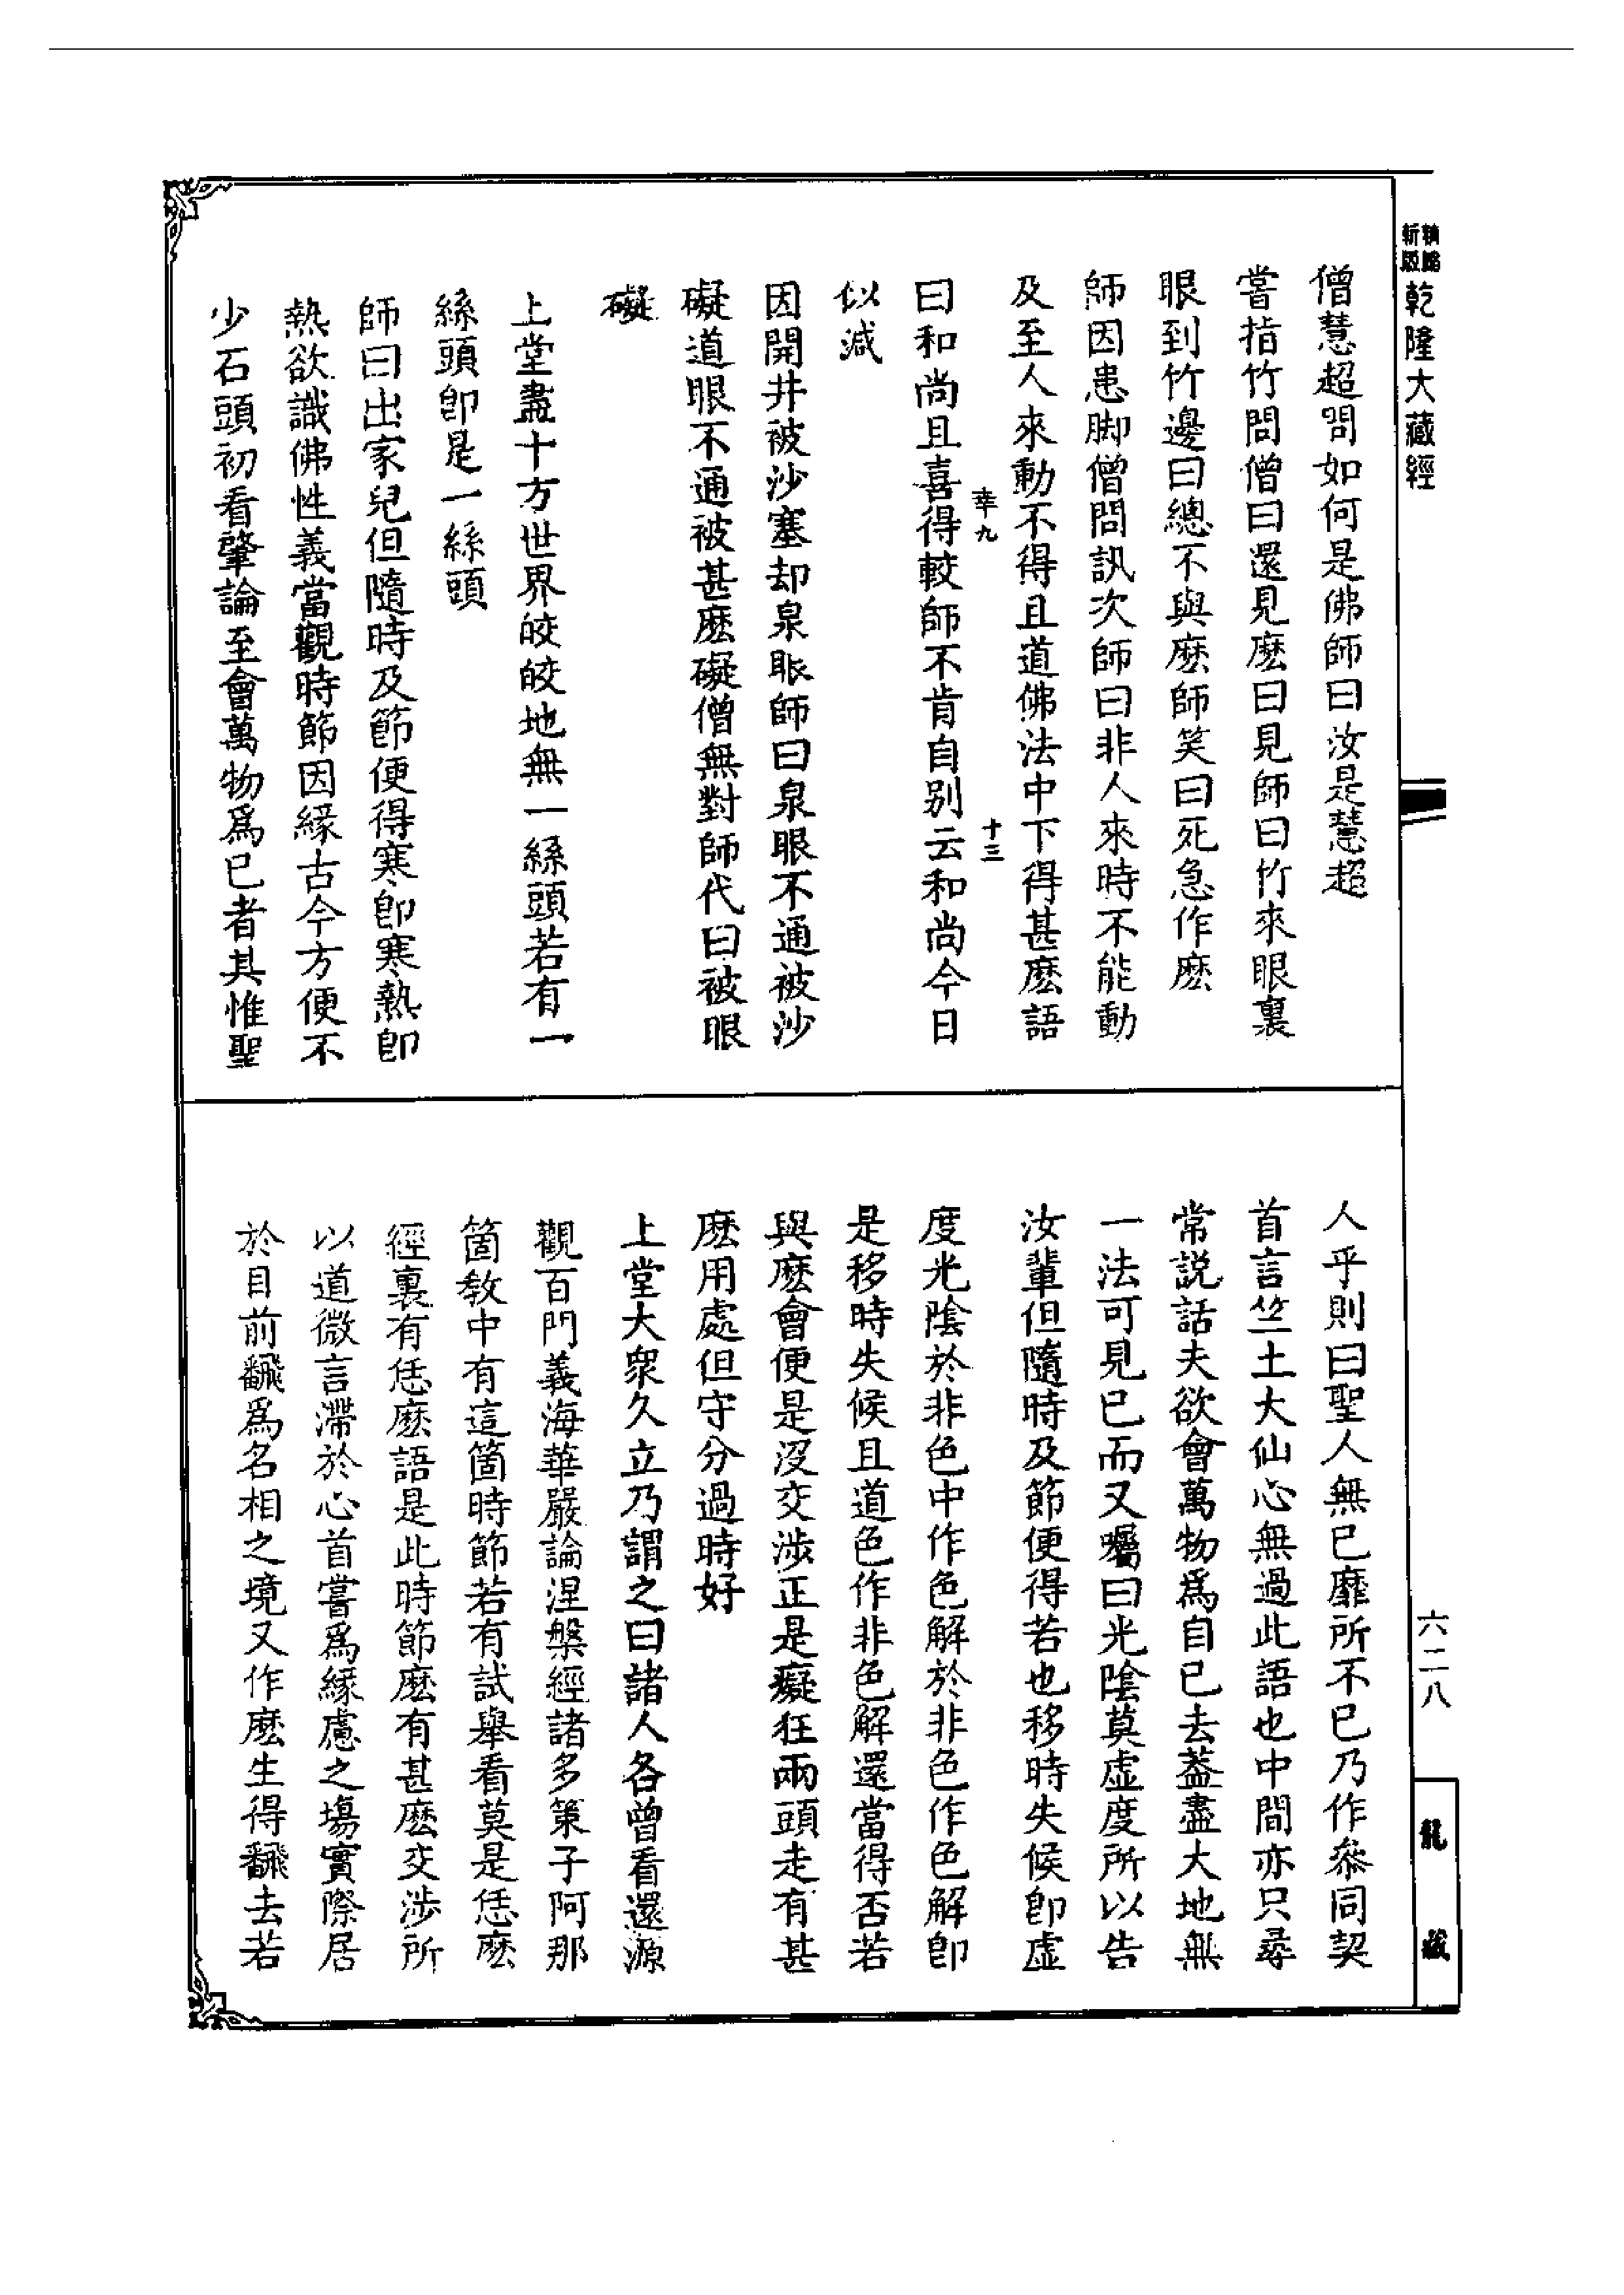 乾隆大藏經
僧慧超問如何是佛師曰汝是慧超
嘗指竹問僧曰還見麽曰見師曰竹來眼裏
眼到竹邊曰總不與麽師笑曰死急作麽
師因患脚僧問訊次師曰非人來時不能動
及至人來動不得且道佛法中下得甚麽語
幸九
十三
曰和尚且喜得較師不肯自別云和尚今日
似減
因開井被沙塞却泉眼師曰泉眼不通被沙
礙道眼不通被甚麽礙僧無對師代曰被眼
礙
上堂盡十方世界皎皎地無一絲頭若有一
絲頭卽是一絲頭
師曰出家兒但隨時及節便得寒卽寒熱卽
熱欲識佛性義當觀時節因緣古今方便不
少石頭初看肇論至會萬物爲已者其惟聖
人乎則曰聖人無已靡所不已乃作叅同契
首言竺土大仙心無過此語也中間亦只尋
常說話夫欲會萬物爲自已去葢盡大地無
一法可見已而又囑曰光陰莫虛度所以告
汝輩但隨時及節便得若也移時失候卽虛
度光陰於非色中作色解於非色作色解卽
是移時失候且道色作非色解還當得否若
與麽會便是沒交涉正是癡狂兩頭走有甚
麽用處但守分過時好
上堂大衆久立乃謂之曰諸人各曾看還源
觀百門義海華嚴論涅槃經諸多策子阿那
箇教中有這箇時節若有試舉看莫是恁麽
經裏有恁麽語是此時節麽有甚麽交涉所
以道微言滯於心首嘗爲緣慮之塲實際居
於目前飜爲名相之境又作麽生得飜去若
六二八
龍藏